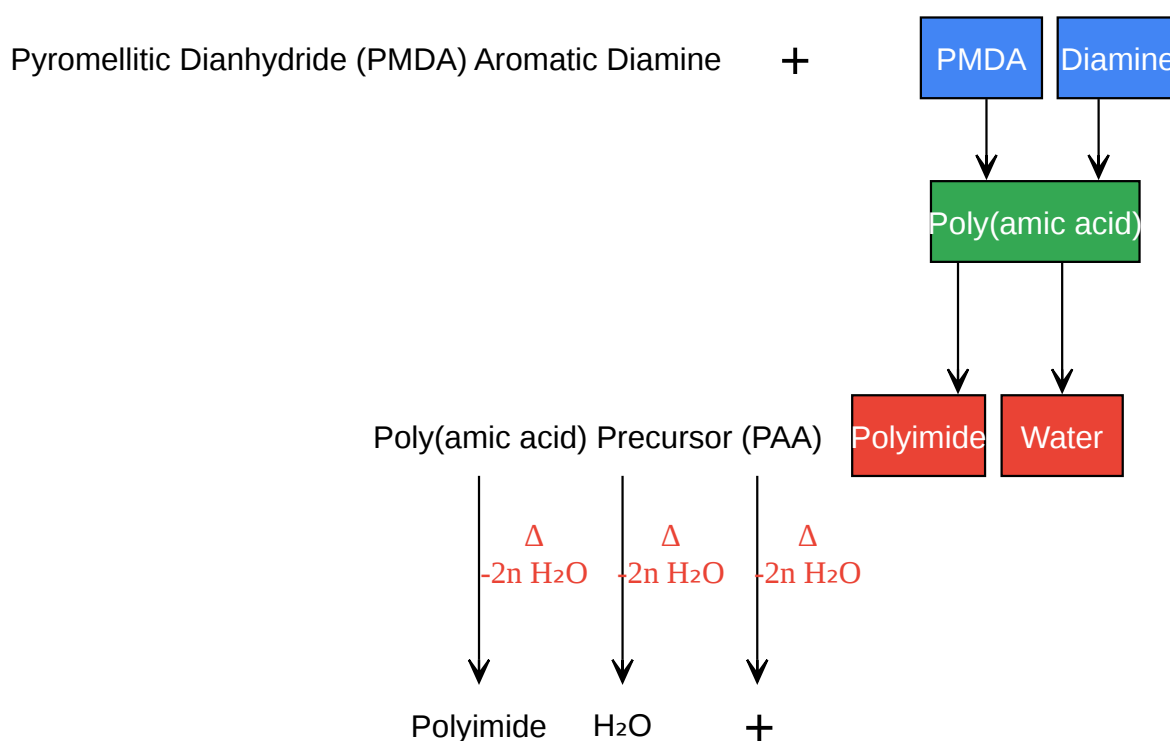 Pyromellitic Dianhydride (PMDA) Aromatic Diamine + PMDA Diamine
Poly(amic acid)
Poly(amic acid) Precursor (PAA) Polyimide Water
Δ Δ Δ
-2n H₂O -2n H₂O -2n H₂O
Polyimide H₂O +